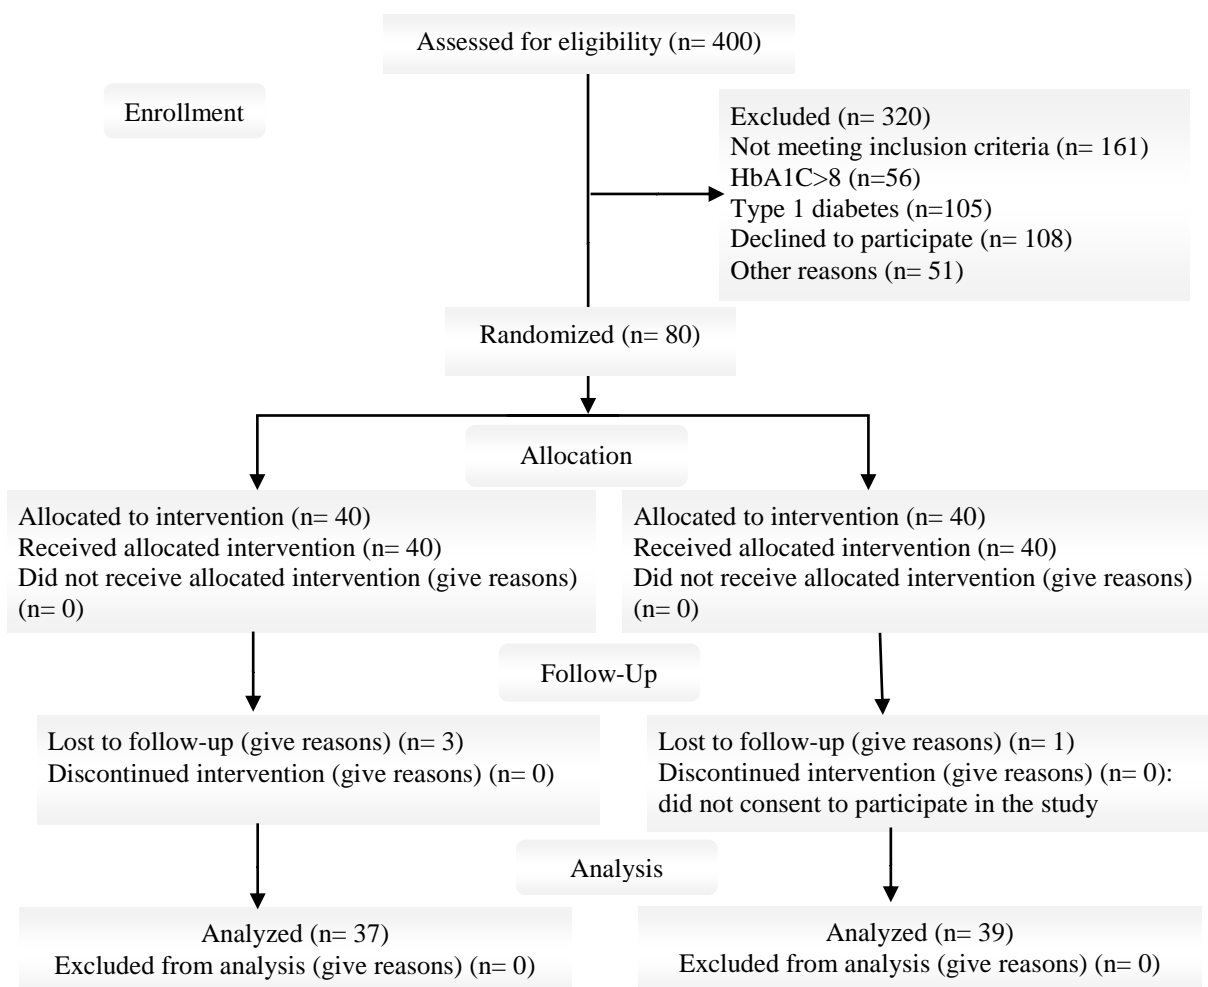 Assessed for eligibility (n= 400)
Enrollment
Excluded (n= 320)
Not meeting inclusion criteria (n= 161)
HbA1C>8 (n=56)
Type 1 diabetes (n=105)
Declined to participate (n= 108)
Other reasons (n= 51)
Randomized (n= 80)
Allocation
Allocated to intervention (n= 40)
Received allocated intervention (n= 40)
Did not receive allocated intervention (give reasons)
(n= 0)
Allocated to intervention (n= 40)
Received allocated intervention (n= 40)
Did not receive allocated intervention (give reasons)
(n= 0)
Follow-Up
Lost to follow-up (give reasons) (n= 3)
Discontinued intervention (give reasons) (n= 0)
Lost to follow-up (give reasons) (n= 1)
Discontinued intervention (give reasons) (n= 0):
did not consent to participate in the study
Analysis
Analyzed (n= 37)
Excluded from analysis (give reasons) (n= 0)
Analyzed (n= 39)
Excluded from analysis (give reasons) (n= 0)